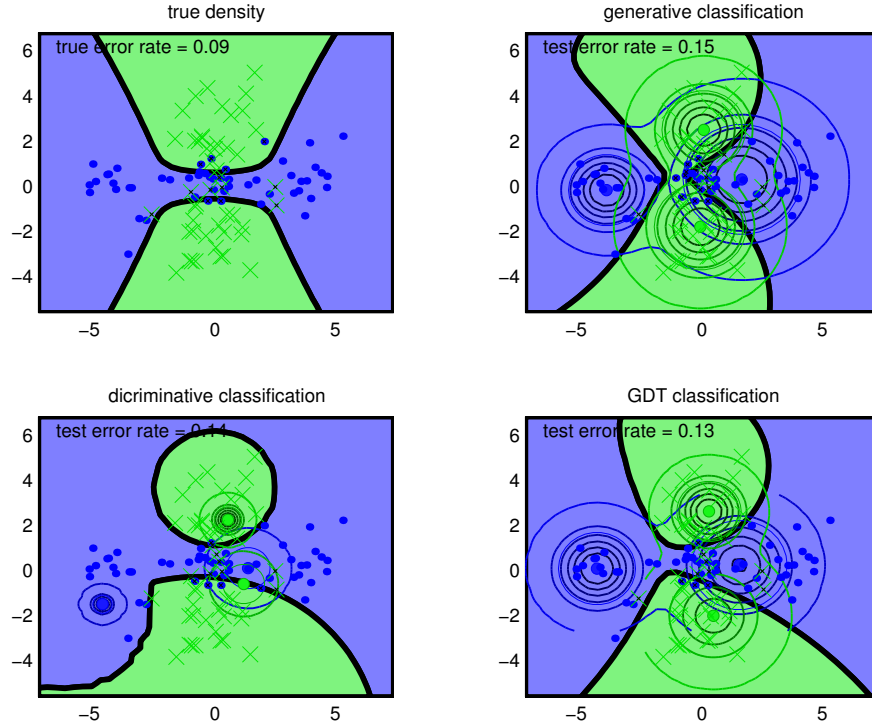 true density
true error rate = 0.09
6
4
2
0
−2
−4
−5 0 5
generative classification
test error rate = 0.15
6
4
2
0
−2
−4
−5 0 5
dicriminative classification
test error rate = 0.14
6
4
2
0
−2
−4
−5 0 5
GDT classification
test error rate = 0.13
6
4
2
0
−2
−4
−5 0 5